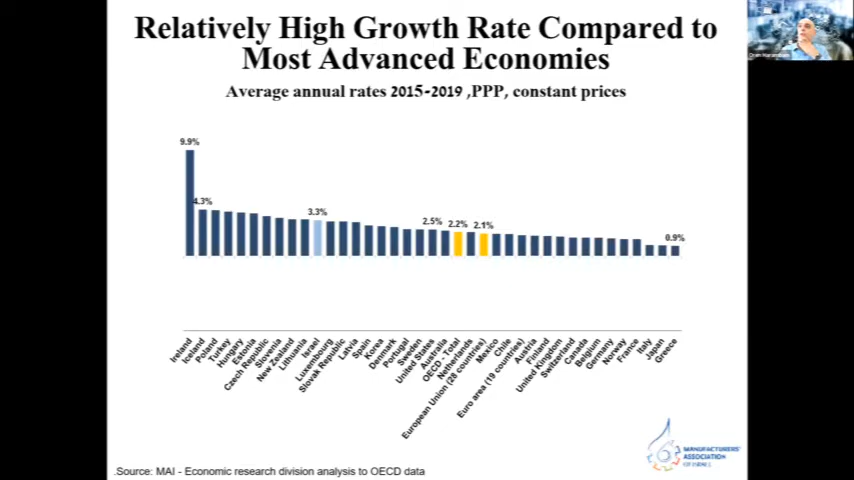 Relatively High Growth Rate Compared to
Most Advanced Economies
Average annual rates 2015-2019 ,PPP, constant prices
9.9%
4.3%
3.3%
2.5%
2.2%
2.1%
0.9%
Ireland
Iceland
Poland
Turkey
Hungary
Estonia
Czech Republic
Slovenia
New Zealand
Lithuania
Israel
Luxembourg
Slovak Republic
Latvia
Spain
Korea
Denmark
Portugal
Sweden
United States
Australia
OECD - Total
Netherlands
European Union (28 countries)
Mexico
Chile
Euro area (19 countries)
Austria
Finland
United Kingdom
Switzerland
Canada
Belgium
Germany
Norway
France
Italy
Japan
Greece
MANUFACTURERS'
ASSOCIATION
OF ISRAEL
.Source: MAI - Economic research division analysis to OECD data